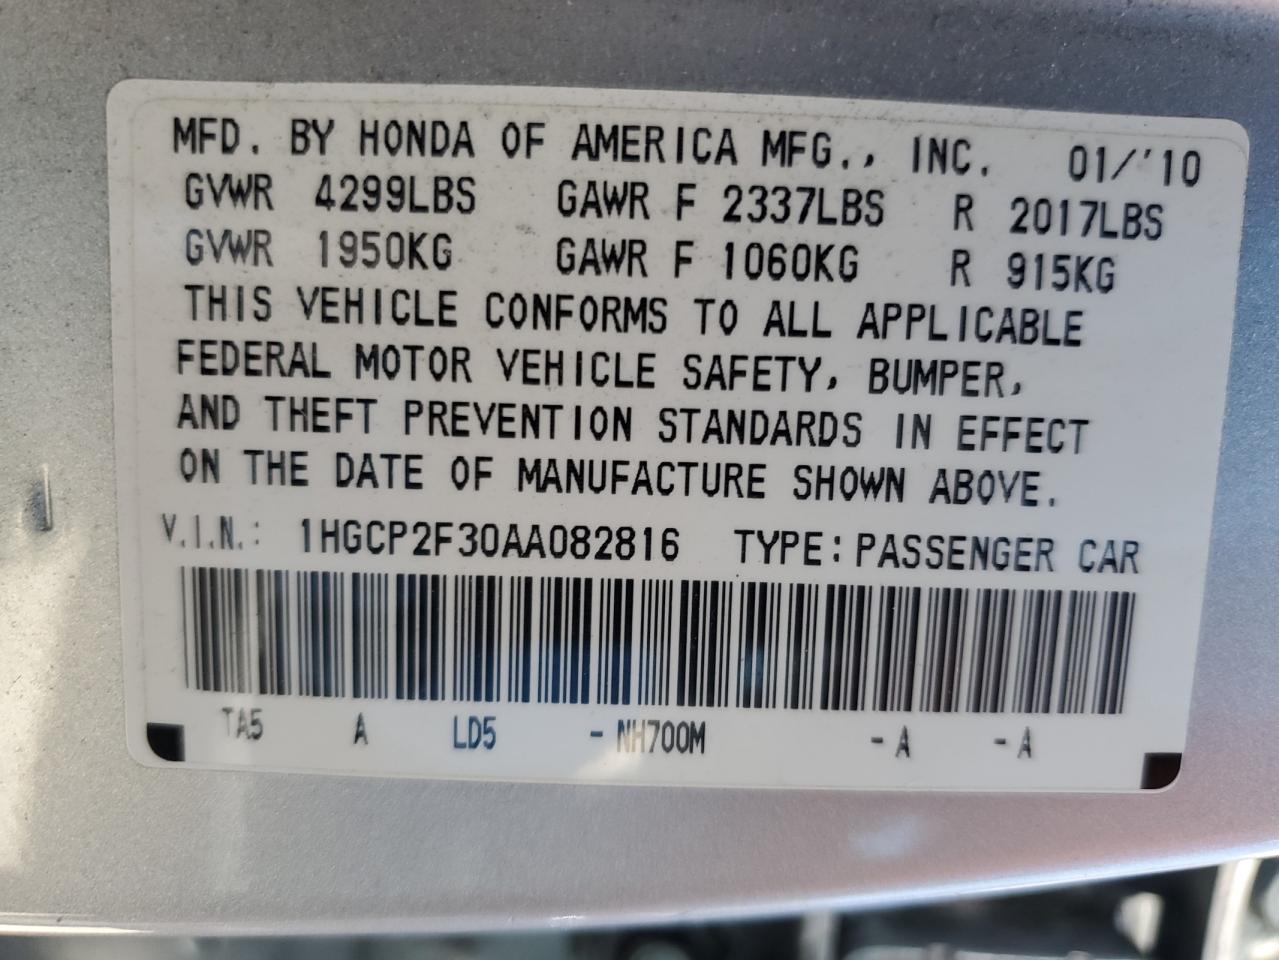 MFD. BY HONDA OF AMERICA MFG., INC. 01/'10
GVWR 4299LBS GAWR F 2337LBS R 2017LBS
GVWR 1950KG GAWR F 1060KG R 915KG
THIS VEHICLE CONFORMS TO ALL APPLICABLE
FEDERAL MOTOR VEHICLE SAFETY, BUMPER,
AND THEFT PREVENTION STANDARDS IN EFFECT
ON THE DATE OF MANUFACTURE SHOWN ABOVE.
V.I.N.: 1HGCP2F30AA082816 TYPE: PASSENGER CAR
TA5 A LD5 - NH700M - A - A